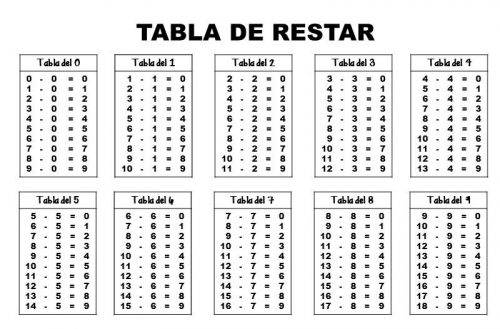 TABLA DE RESTAR
Tabla del 0
0 - 0 = 0
1 - 0 = 1
2 - 0 = 2
3 - 0 = 3
4 - 0 = 4
5 - 0 = 5
6 - 0 = 6
7 - 0 = 7
8 - 0 = 8
9 - 0 = 9
Tabla del 1
1 - 1 = 0
2 - 1 = 1
3 - 1 = 2
4 - 1 = 3
5 - 1 = 4
6 - 1 = 5
7 - 1 = 6
8 - 1 = 7
9 - 1 = 8
10 - 1 = 9
Tabla del 2
2 - 2 = 0
3 - 2 = 1
4 - 2 = 2
5 - 2 = 3
6 - 2 = 4
7 - 2 = 5
8 - 2 = 6
9 - 2 = 7
10 - 2 = 8
11 - 2 = 9
Tabla del 3
3 - 3 = 0
4 - 3 = 1
5 - 3 = 2
6 - 3 = 3
7 - 3 = 4
8 - 3 = 5
9 - 3 = 6
10 - 3 = 7
11 - 3 = 8
12 - 3 = 9
Tabla del 4
4 - 4 = 0
5 - 4 = 1
6 - 4 = 2
7 - 4 = 3
8 - 4 = 4
9 - 4 = 5
10 - 4 = 6
11 - 4 = 7
12 - 4 = 8
13 - 4 = 9
Tabla del 5
5 - 5 = 0
6 - 5 = 1
7 - 5 = 2
8 - 5 = 3
9 - 5 = 4
10 - 5 = 5
11 - 5 = 6
12 - 5 = 7
13 - 5 = 8
14 - 5 = 9
Tabla del 6
6 - 6 = 0
7 - 6 = 1
8 - 6 = 2
9 - 6 = 3
10 - 6 = 4
11 - 6 = 5
12 - 6 = 6
13 - 6 = 7
14 - 6 = 8
15 - 6 = 9
Tabla del 7
7 - 7 = 0
8 - 7 = 1
9 - 7 = 2
10 - 7 = 3
11 - 7 = 4
12 - 7 = 5
13 - 7 = 6
14 - 7 = 7
15 - 7 = 8
16 - 7 = 9
Tabla del 8
8 - 8 = 0
9 - 8 = 1
10 - 8 = 2
11 - 8 = 3
12 - 8 = 4
13 - 8 = 5
14 - 8 = 6
15 - 8 = 7
16 - 8 = 8
17 - 8 = 9
Tabla del 9
9 - 9 = 0
10 - 9 = 1
11 - 9 = 2
12 - 9 = 3
13 - 9 = 4
14 - 9 = 5
15 - 9 = 6
16 - 9 = 7
17 - 9 = 8
18 - 9 = 9